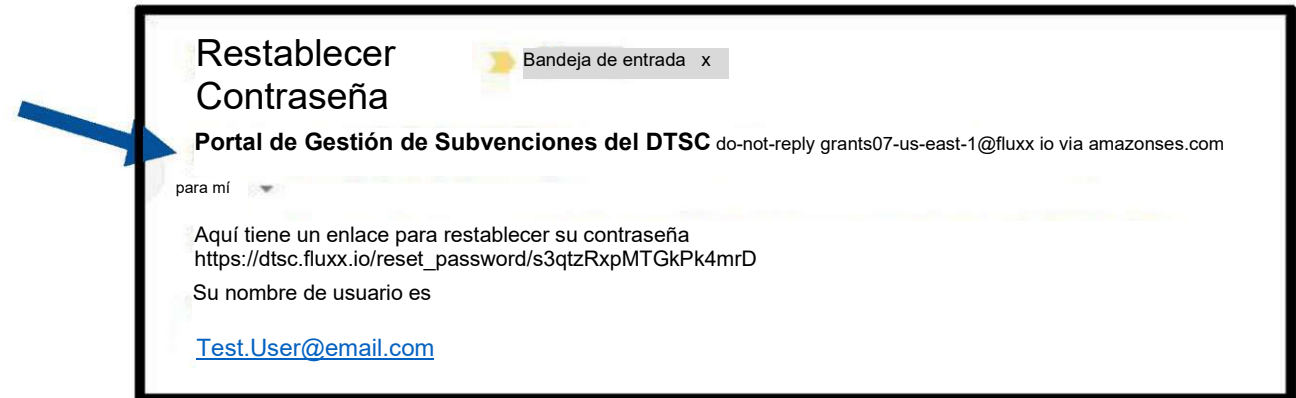 Restablecer
Contraseña
Bandeja de entrada x
Portal de Gestión de Subvenciones del DTSC do-not-reply grants07-us-east-1@fluxx io via amazonses.com
para mí
Aquí tiene un enlace para restablecer su contraseña
https://dtsc.fluxx.io/reset_password/s3qtzRxpMTGkPk4mrD
Su nombre de usuario es
Test.User@email.com